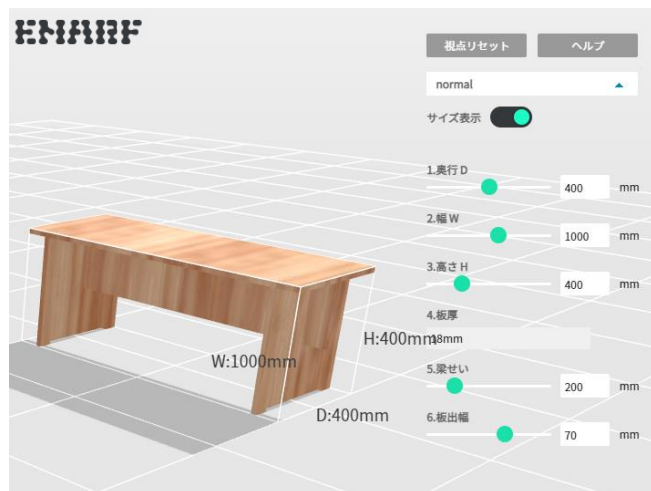 EMARF
視点リセット
ヘルプ
normal
サイズ表示
1.奥行 D
400 mm
2.幅 W
1000 mm
3.高さ H
400 mm
4.板厚
18mm
5.梁せい
200 mm
6.板出幅
70 mm
H:400mm
W:1000mm
D:400mm